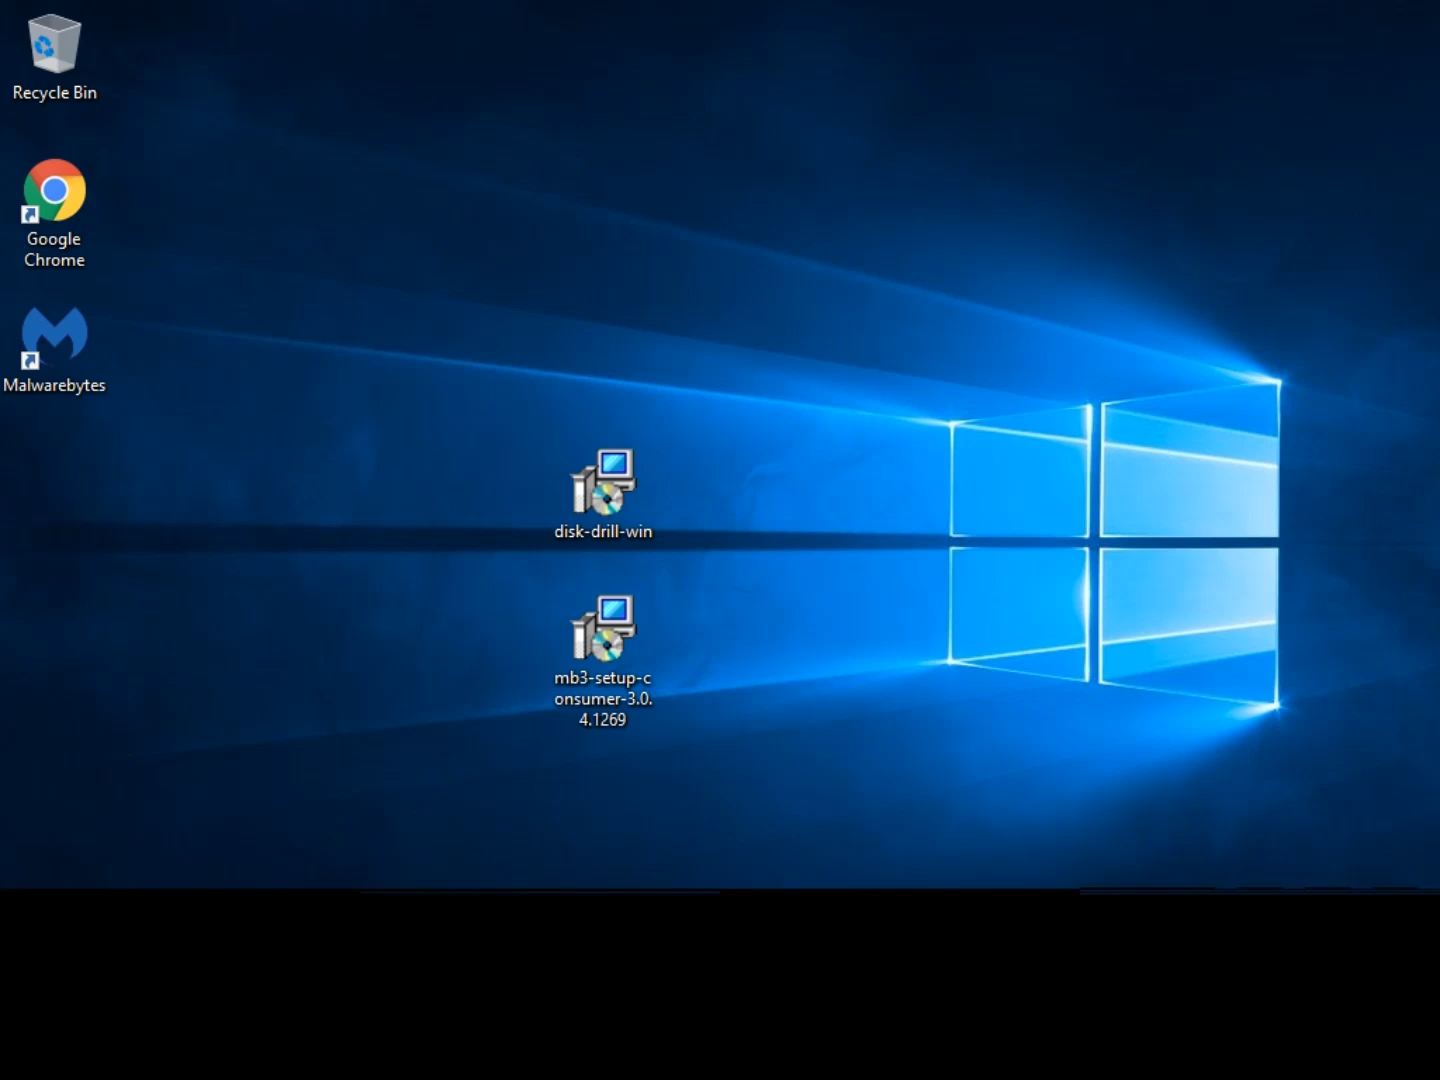 Recycle Bin
Google
Chrome
Malwarebytes
disk-drill-win
mb3-setup-c
onsumer-3.0.
4.1269